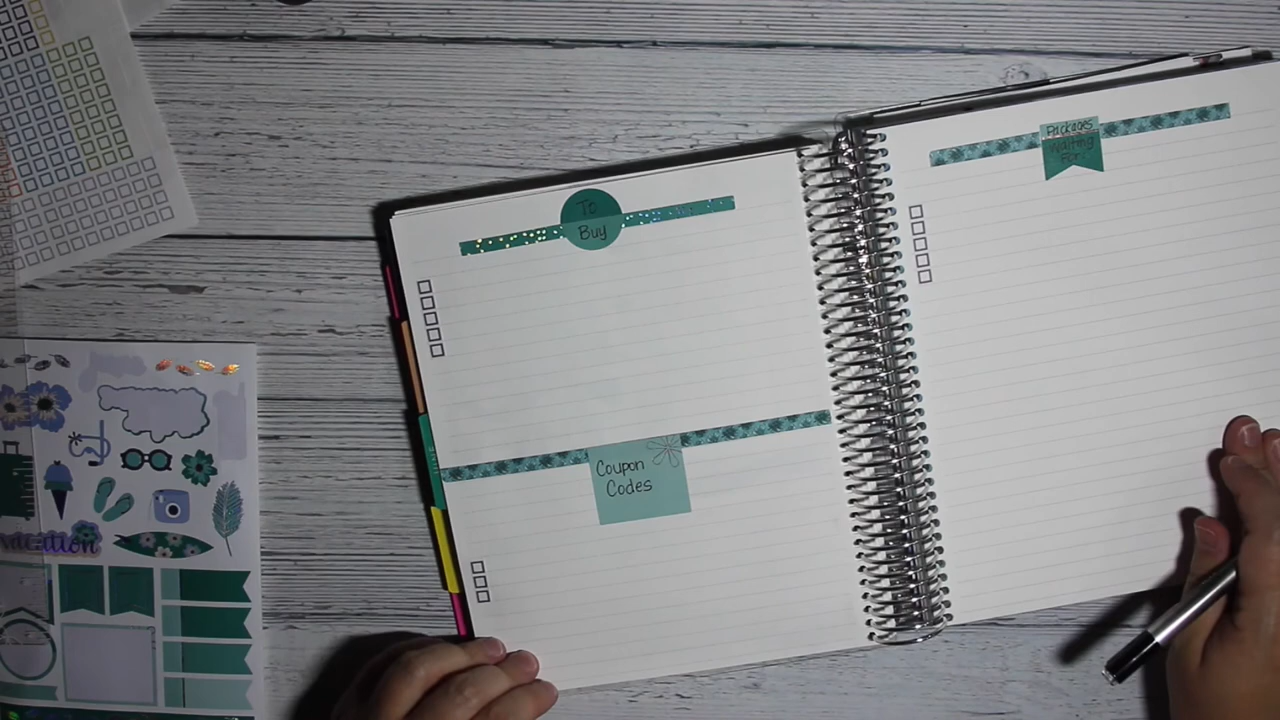 To
Buy
Coupon
Codes
Packages
Waiting
For:
vacation